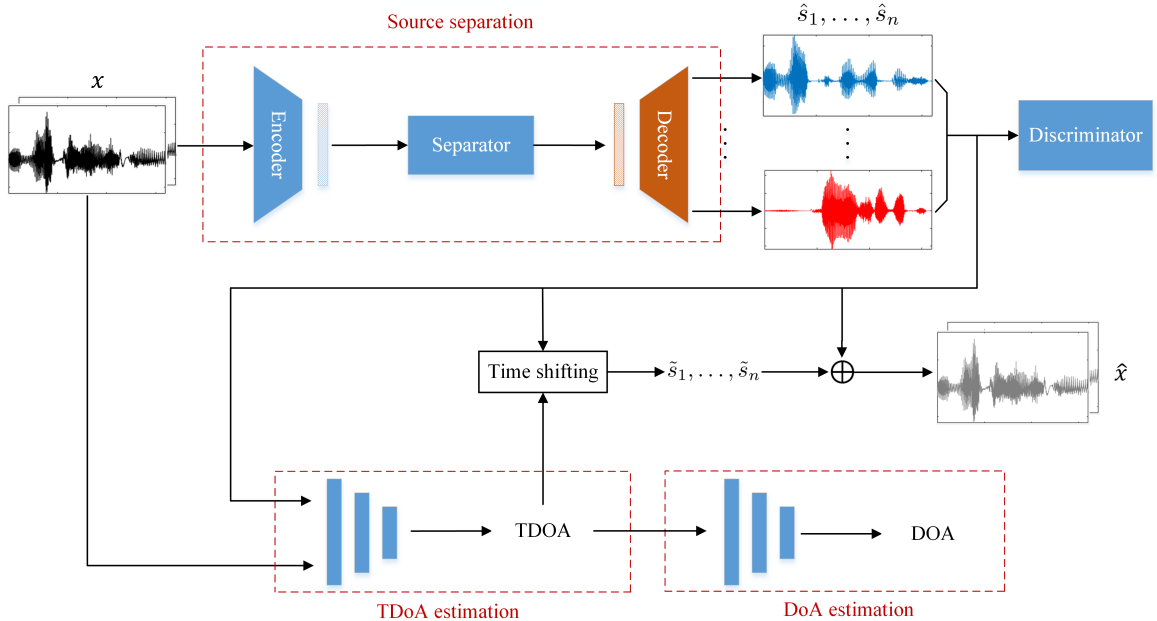 Source separation
ŝ₁, . . . , ŝₙ
x
Encoder
Separator
Decoder
Discriminator
Time shifting
s̃₁, . . . , s̃ₙ
x̂
TDOA
DOA
TDoA estimation
DoA estimation